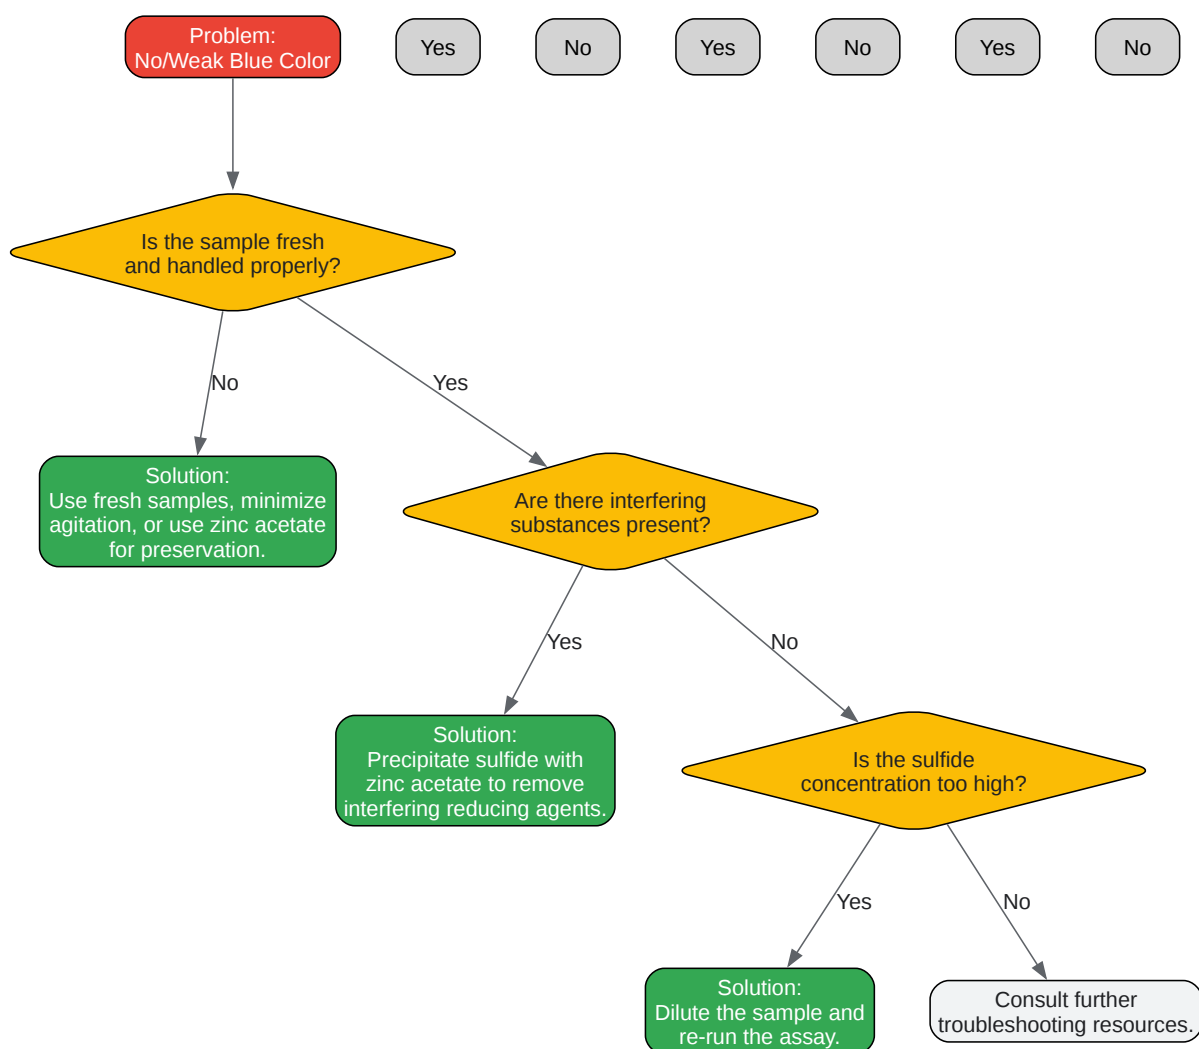 Problem:
No/Weak Blue Color
Yes
No
Yes
No
Yes
No
Is the sample fresh
and handled properly?
No
Yes
Solution:
Use fresh samples, minimize
agitation, or use zinc acetate
for preservation.
Are there interfering
substances present?
Yes
No
Solution:
Precipitate sulfide with
zinc acetate to remove
interfering reducing agents.
Is the sulfide
concentration too high?
Yes
No
Solution:
Dilute the sample and
re-run the assay.
Consult further
troubleshooting resources.